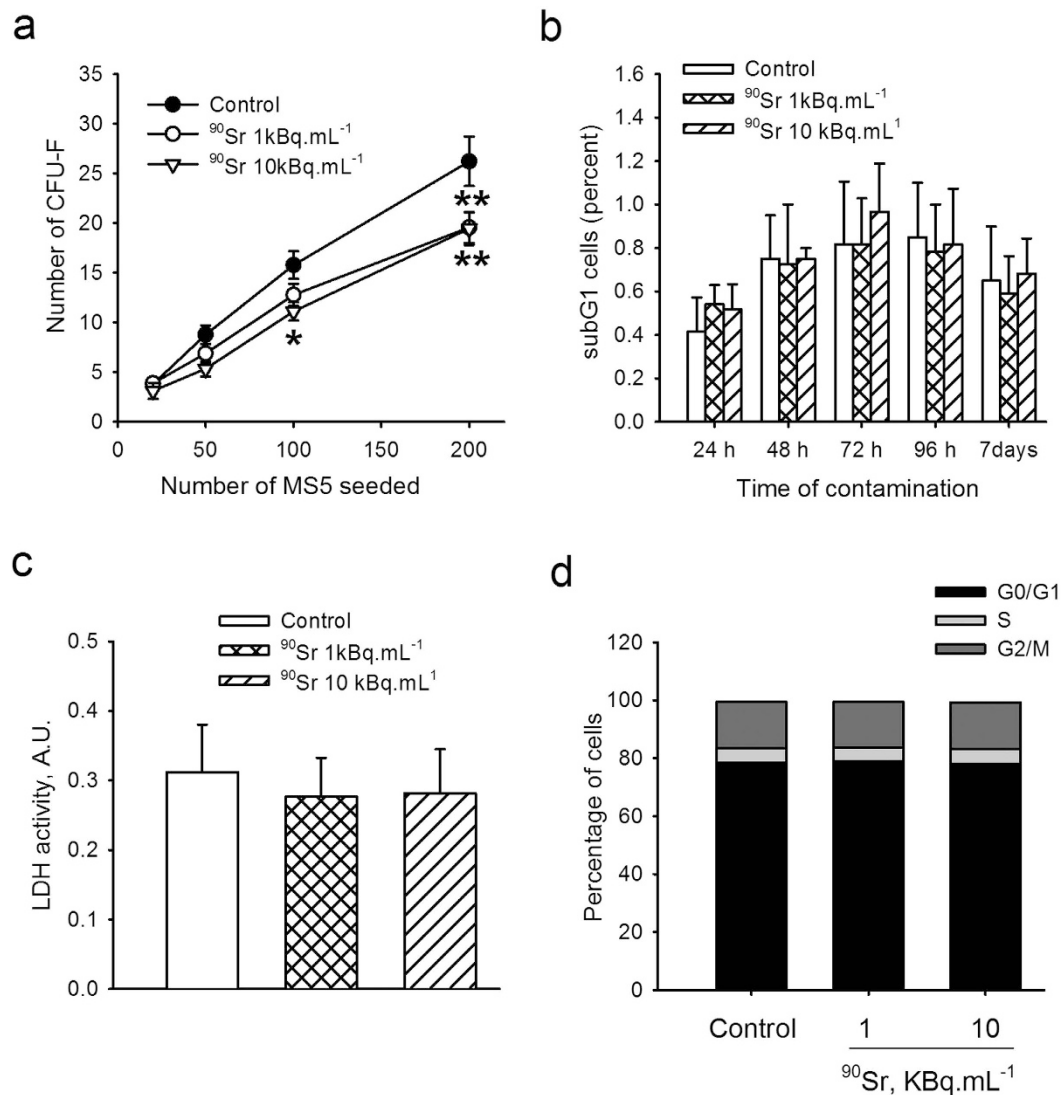 a
Number of CFU-F
35
30
25
20
15
10
5
0
Control
⁹⁰Sr 1kBq.mL⁻¹
⁹⁰Sr 10kBq.mL⁻¹
**
**
*
0 50 100 150 200
Number of MS5 seeded
b
subG1 cells (percent)
1.6
1.4
1.2
1.0
0.8
0.6
0.4
0.2
0.0
Control
⁹⁰Sr 1kBq.mL⁻¹
⁹⁰Sr 10 kBq.mL¹
24 h 48 h 72 h 96 h 7days
Time of contamination
c
LDH activity, A.U.
0.5
0.4
0.3
0.2
0.1
0.0
Control
⁹⁰Sr 1kBq.mL⁻¹
⁹⁰Sr 10 kBq.mL¹
d
G0/G1
S
G2/M
Percentage of cells
120
100
80
60
40
20
0
Control 1 10
⁹⁰Sr, KBq.mL⁻¹